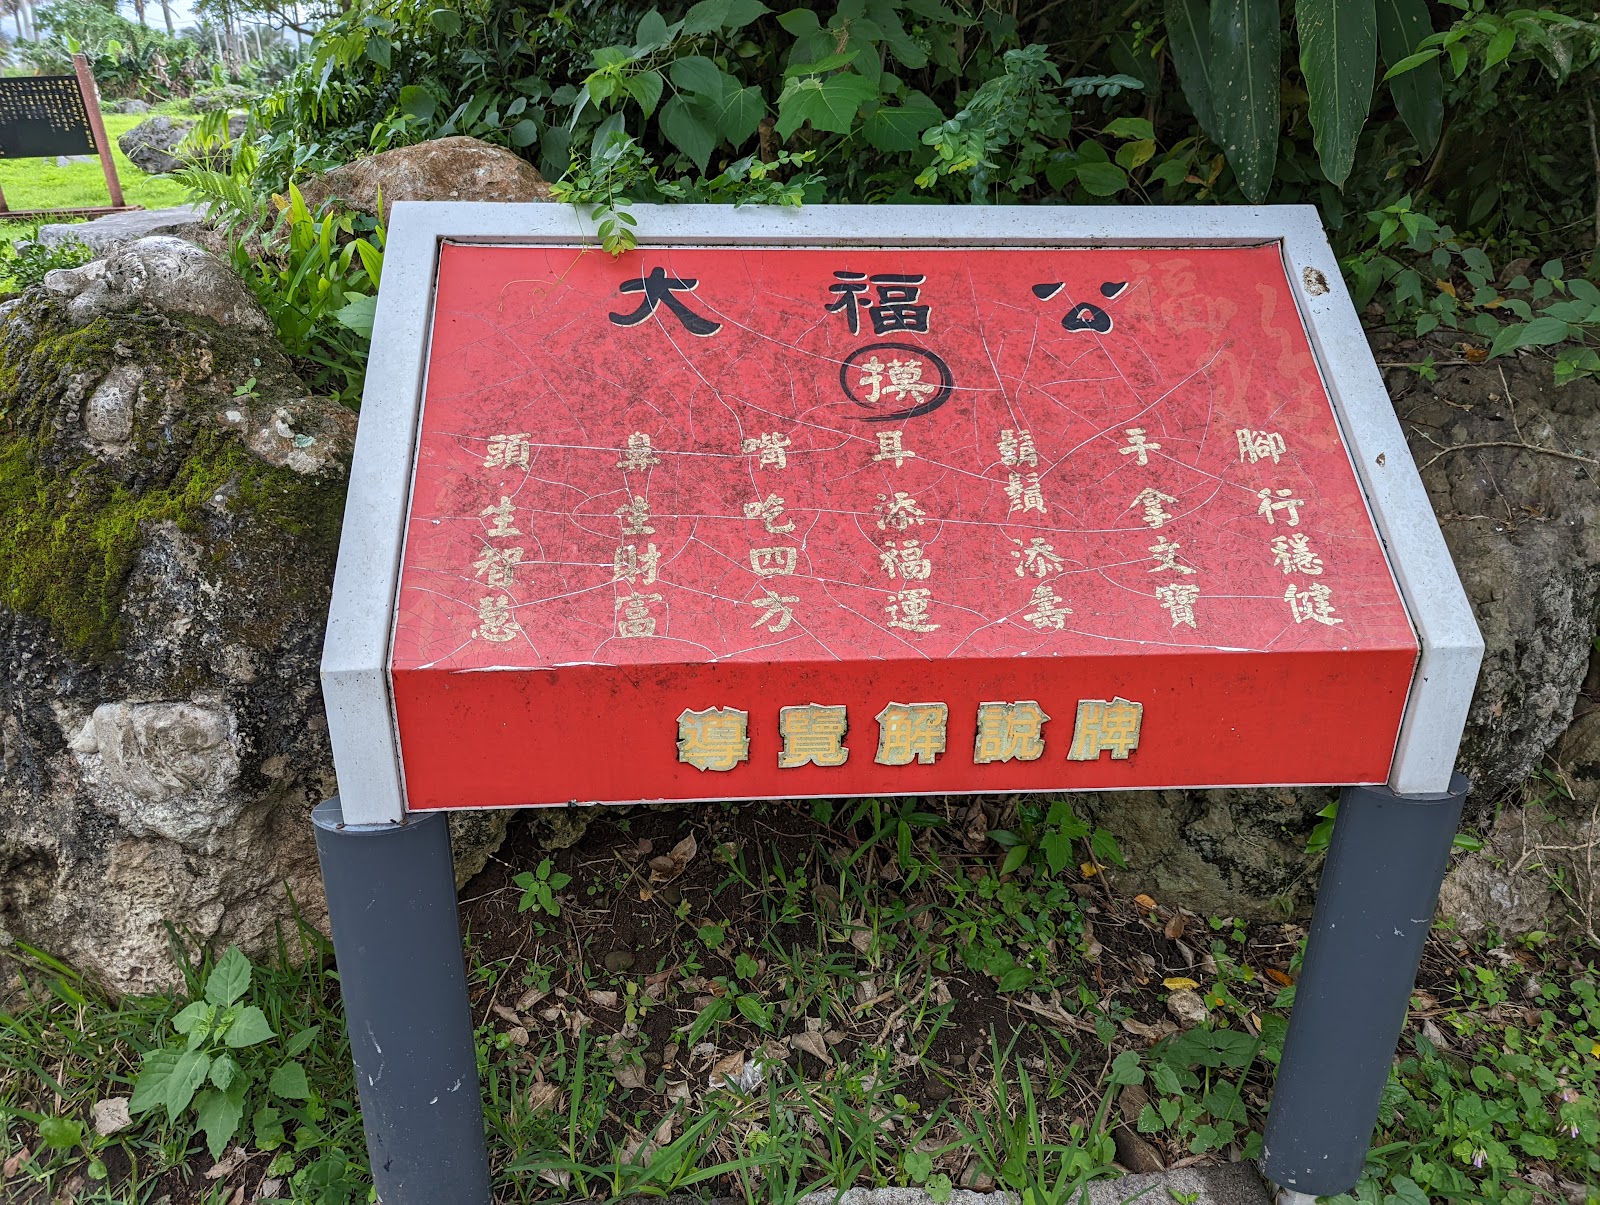 大福公
摸
頭生智慧
鼻生財富
嘴吃四方
耳添福運
鬍鬚添壽
手拿文寶
腳行穩健
導覽解說牌